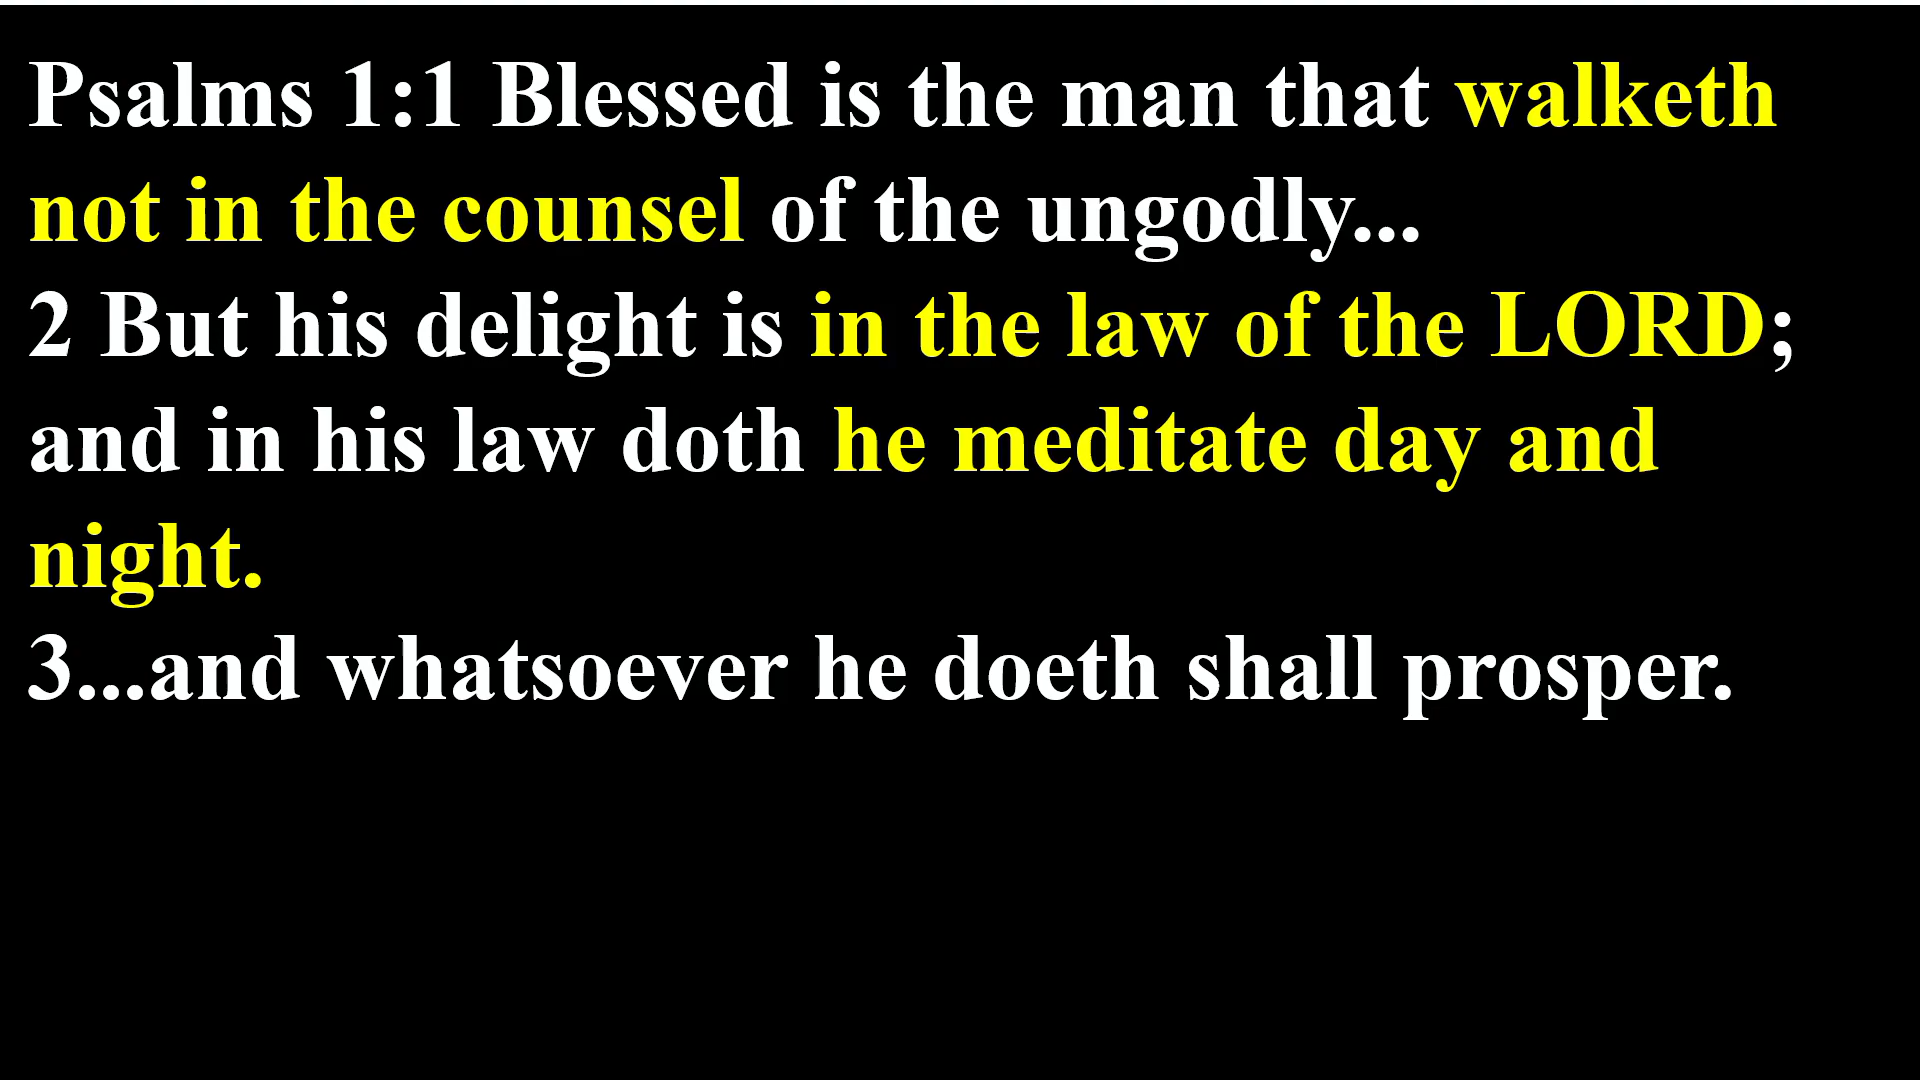 Psalms 1:1 Blessed is the man that walketh
not in the counsel of the ungodly...
2 But his delight is in the law of the LORD;
and in his law doth he meditate day and
night.
3...and whatsoever he doeth shall prosper.